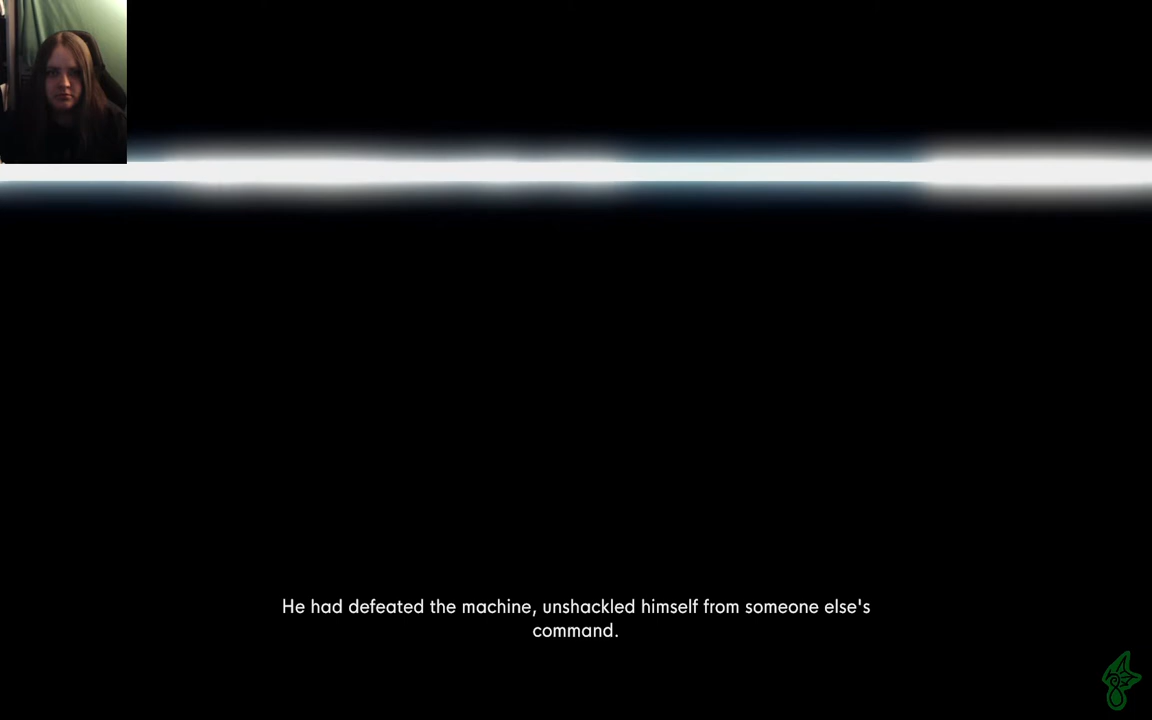 He had defeated the machine, unshackled himself from someone else's
command.